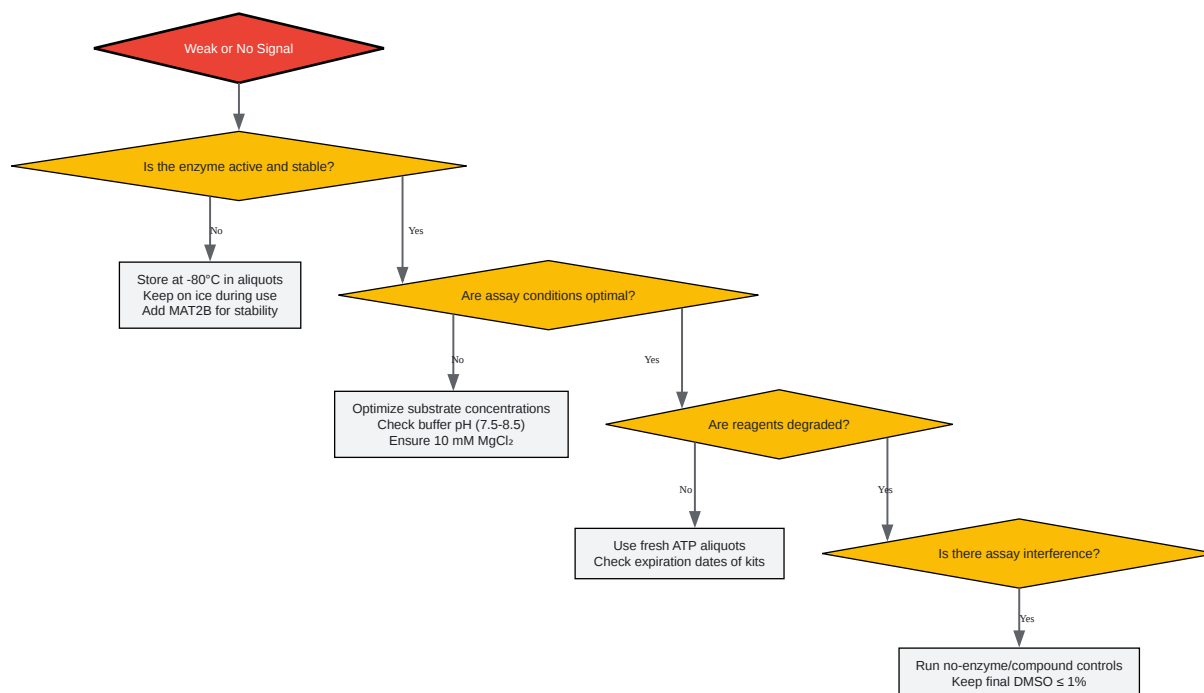 Weak or No Signal
Is the enzyme active and stable?
No
Yes
Store at -80°C in aliquots
Keep on ice during use
Add MAT2B for stability
Are assay conditions optimal?
No
Yes
Optimize substrate concentrations
Check buffer pH (7.5-8.5)
Ensure 10 mM MgCl₂
Are reagents degraded?
No
Yes
Use fresh ATP aliquots
Check expiration dates of kits
Is there assay interference?
Yes
Run no-enzyme/compound controls
Keep final DMSO ≤ 1%